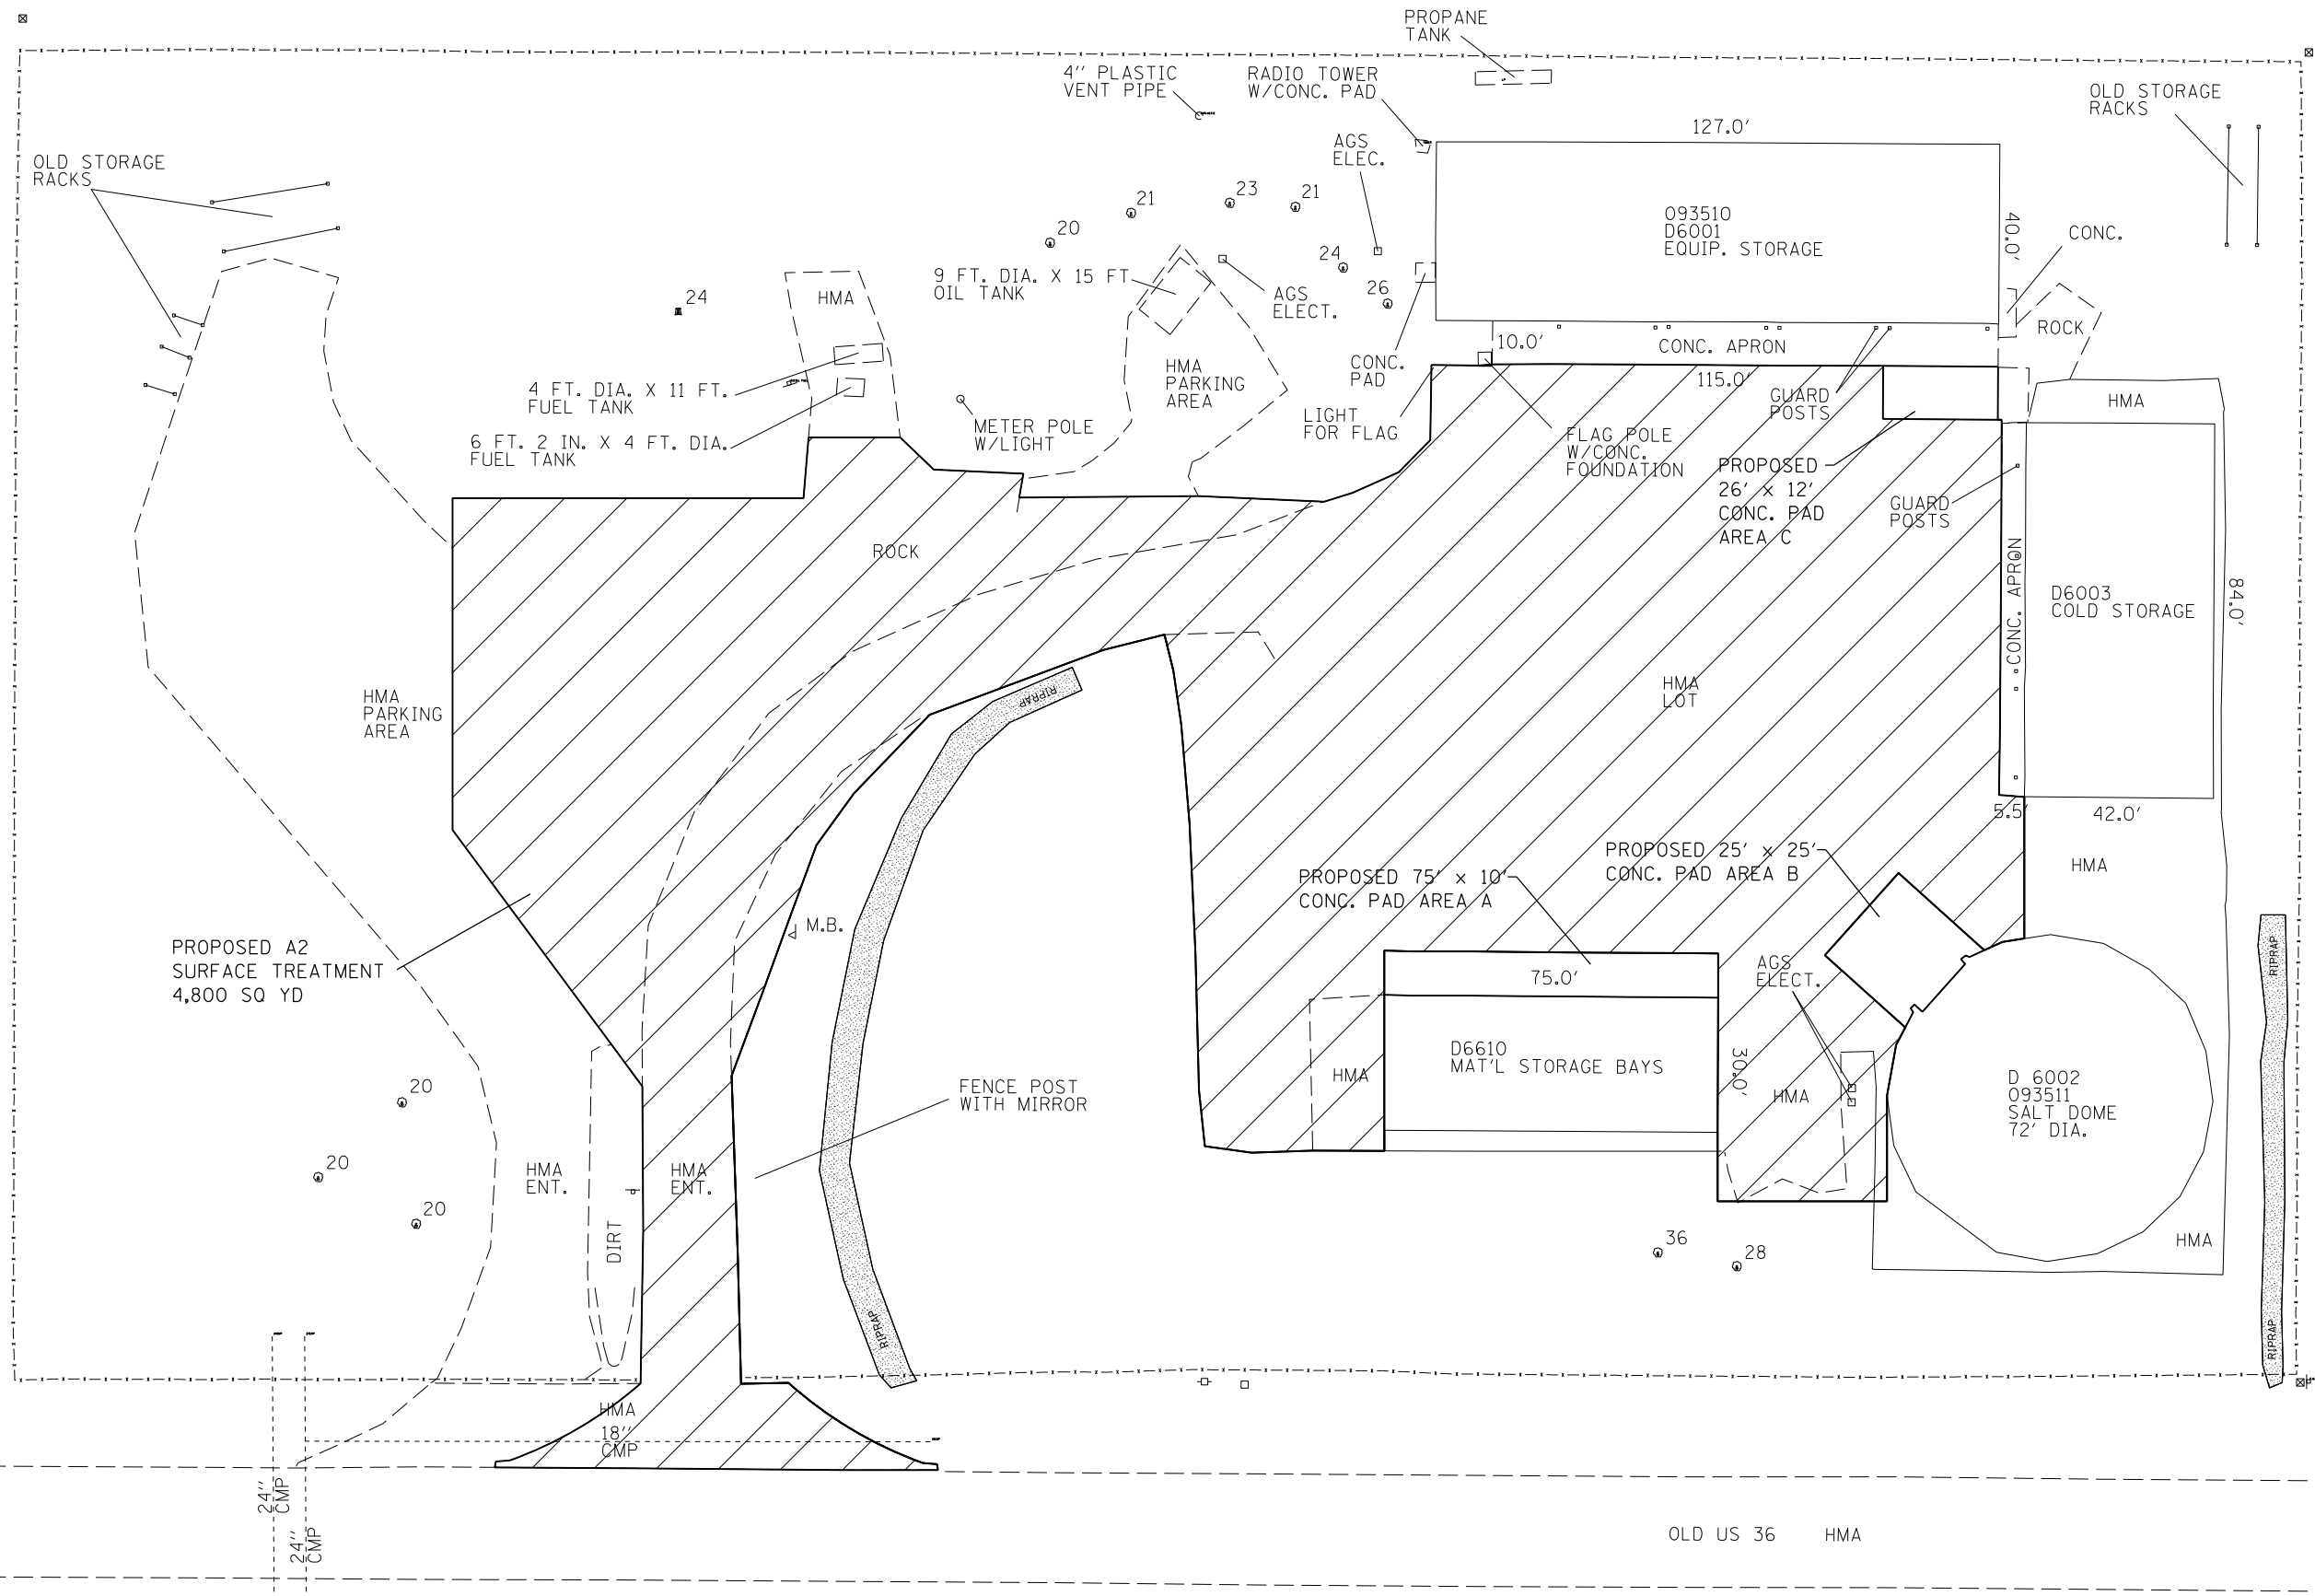 PROPANE
TANK
4" PLASTIC
VENT PIPE
RADIO TOWER
W/CONC. PAD
OLD STORAGE
RACKS
127.0'
AGS
ELEC.
OLD STORAGE
RACKS
21
23
21
20
O93510
D6001
EQUIP. STORAGE
40.0'
CONC.
24
26
24
9 FT. DIA. X 15 FT
OIL TANK
HMA
AGS
ELECT.
ROCK
10.0'
CONC. APRON
CONC.
PAD
HMA
PARKING
AREA
115.0'
GUARD
POSTS
HMA
4 FT. DIA. X 11 FT.
FUEL TANK
6 FT. 2 IN. X 4 FT. DIA.
FUEL TANK
METER POLE
W/LIGHT
LIGHT
FOR FLAG
FLAG POLE
W/CONC.
FOUNDATION
PROPOSED
26' x 12'
CONC. PAD
AREA C
GUARD
POSTS
ROCK
CONC. APRON
D6003
COLD STORAGE
84.0'
HMA
PARKING
AREA
RIPRAP
HMA
LOT
5.5'
42.0'
PROPOSED 25' x 25'
CONC. PAD AREA B
HMA
PROPOSED 75' x 10'
CONC. PAD AREA A
M.B.
PROPOSED A2
SURFACE TREATMENT
4,800 SQ YD
75.0'
AGS
ELECT.
RIPRAP
D6610
MAT'L STORAGE BAYS
30.0'
HMA
HMA
D 6002
O93511
SALT DOME
72' DIA.
20
FENCE POST
WITH MIRROR
20
HMA
ENT.
HMA
ENT.
20
DIRT
36
28
HMA
RIPRAP
RIPRAP
HMA
18"
CMP
24"
CMP
24"
CMP
OLD US 36
HMA